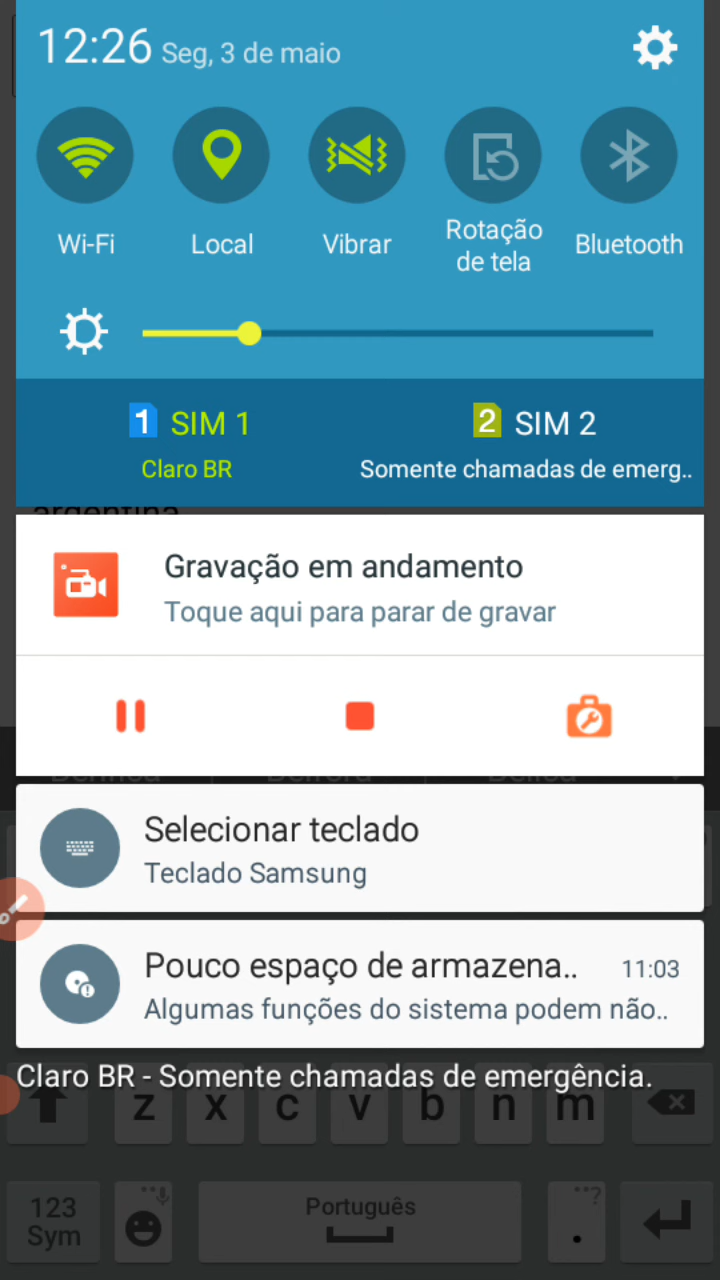 12:26 Seg, 3 de maio
Wi-Fi
Local
Vibrar
Rotação
de tela
Bluetooth
1 SIM 1
Claro BR
2 SIM 2
Somente chamadas de emerg..
argentina
Gravação em andamento
Toque aqui para parar de gravar
Selecionar teclado
Teclado Samsung
Pouco espaço de armazena.. 11:03
Algumas funções do sistema podem não..
Claro BR - Somente chamadas de emergência.
z x c v b n m
123
Sym
Português
. ?